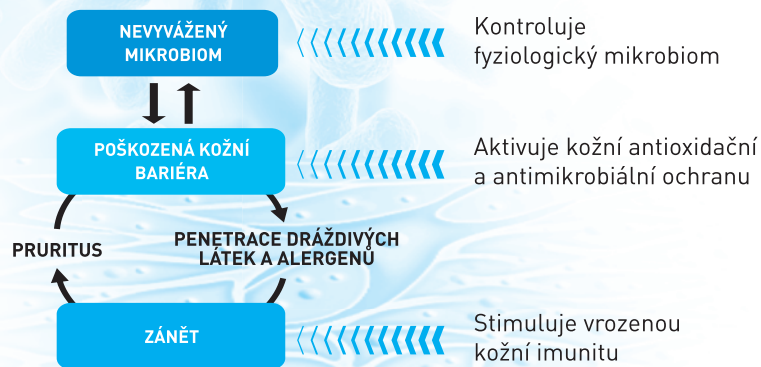 NEVYVÁŽENÝ
MIKROBIOM
Kontroluje
fyziologický mikrobiom
POŠKOZENÁ KOŽNÍ
BARIÉRA
Aktivuje kožní antioxidační
a antimikrobiální ochranu
PRURITUS
PENETRACE DRÁŽDIVÝCH
LÁTEK A ALERGENŮ
ZÁNĚT
Stimuluje vrozenou
kožní imunitu